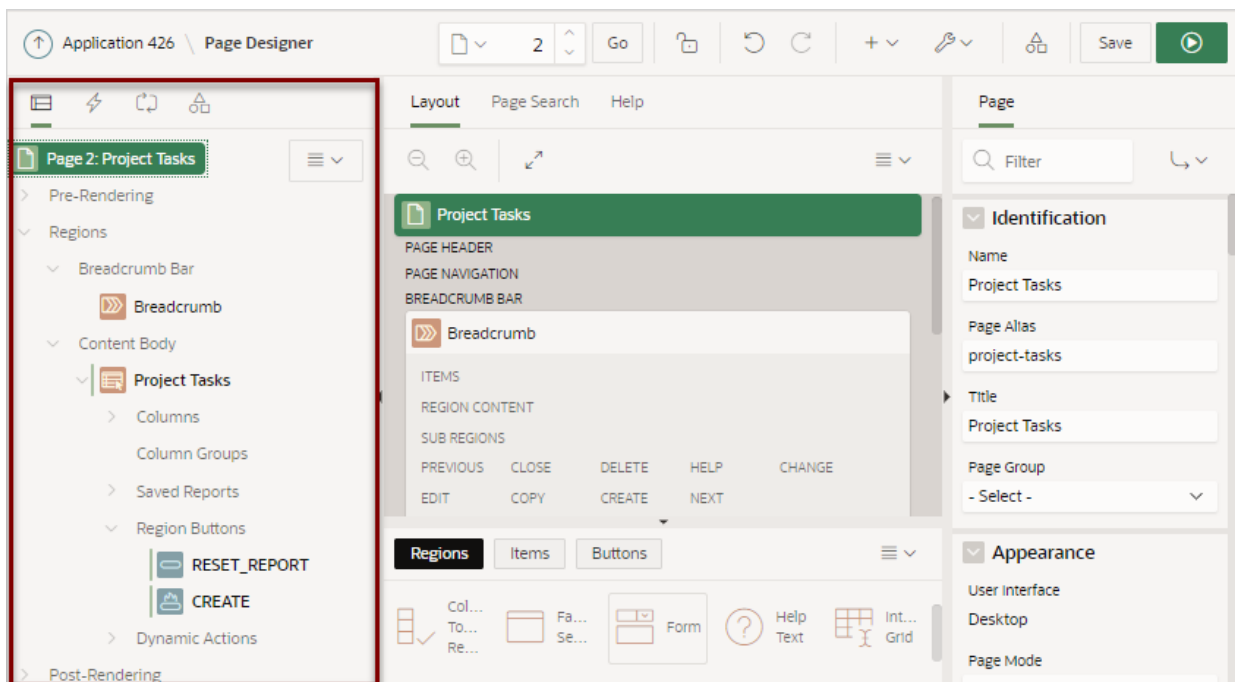 Application 426 \ Page Designer
2
Go
Save
Page 2: Project Tasks
Pre-Rendering
Regions
Breadcrumb Bar
Breadcrumb
Content Body
Project Tasks
Columns
Column Groups
Saved Reports
Region Buttons
RESET_REPORT
CREATE
Dynamic Actions
Post-Rendering
Layout Page Search Help
Project Tasks
PAGE HEADER
PAGE NAVIGATION
BREADCRUMB BAR
Breadcrumb
ITEMS
REGION CONTENT
SUB REGIONS
PREVIOUS CLOSE DELETE HELP CHANGE
EDIT COPY CREATE NEXT
Regions Items Buttons
Col...
To...
Re...
Fa...
Se...
Form
Help
Text
Int...
Grid
Page
Filter
Identification
Name
Project Tasks
Page Alias
project-tasks
Title
Project Tasks
Page Group
- Select -
Appearance
User Interface
Desktop
Page Mode